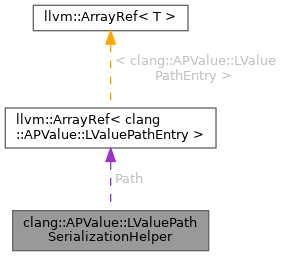 llvm::ArrayRef< T >
< clang::APValue::LValue
PathEntry >
llvm::ArrayRef< clang
::APValue::LValuePathEntry >
Path
clang::APValue::LValuePath
SerializationHelper